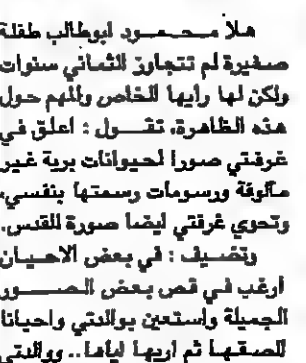 هلا محمود ابوطالب طفلة
صغيرة لم تتجاوز الثماني سنوات
ولكن لها رايها الخاص والمهم حول
هذه الظاهرة، تقول : اعلق في
غرفتي صورا لحيوانات برية غير
مألوفة ورسومات رسمتها بنفسي،
وتحوي غرفتي ايضا صورة للقدس.
وتضيف : في بعض الاحيان
ارغب في قص بعض الصور
الجميلة واستعين بوالدتي واحيانا
الصقها ثم اريها اياها .. ووالدتي